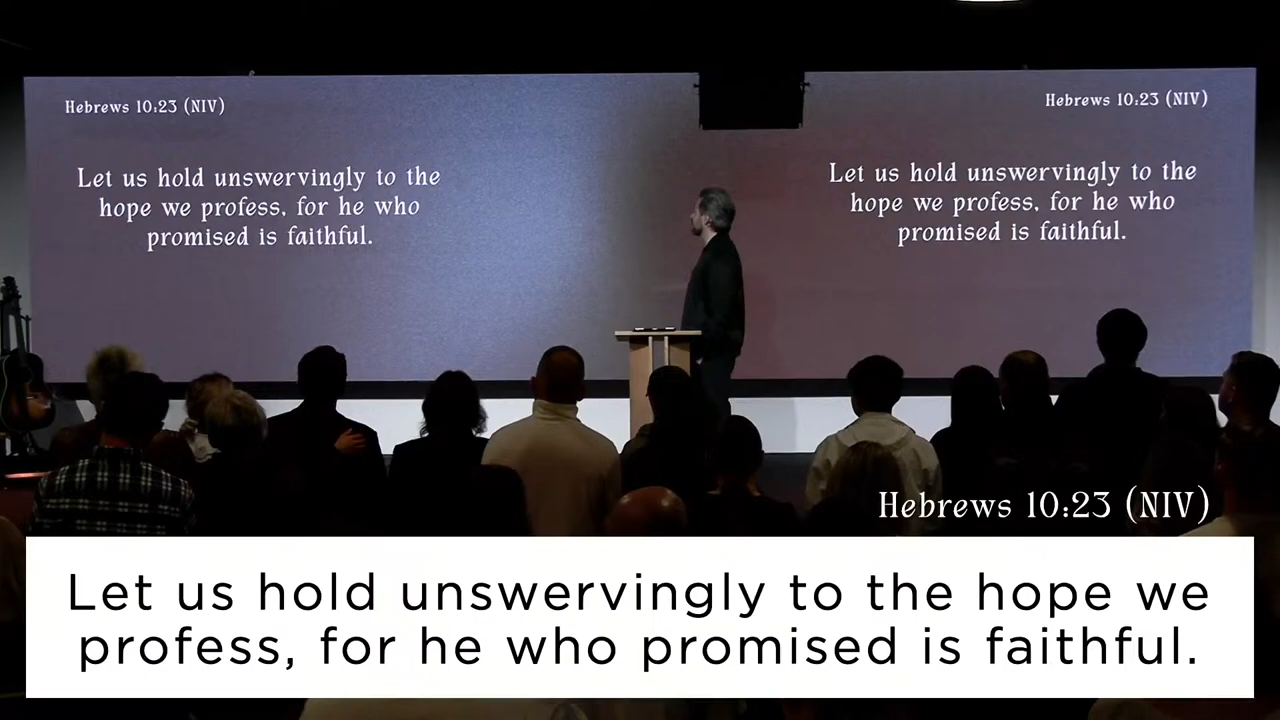 Hebrews 10:23 (NIV)
Let us hold unswervingly to the
hope we profess, for he who
promised is faithful.
Hebrews 10:23 (NIV)
Let us hold unswervingly to the
hope we profess, for he who
promised is faithful.
Hebrews 10:23 (NIV)
Let us hold unswervingly to the hope we
profess, for he who promised is faithful.